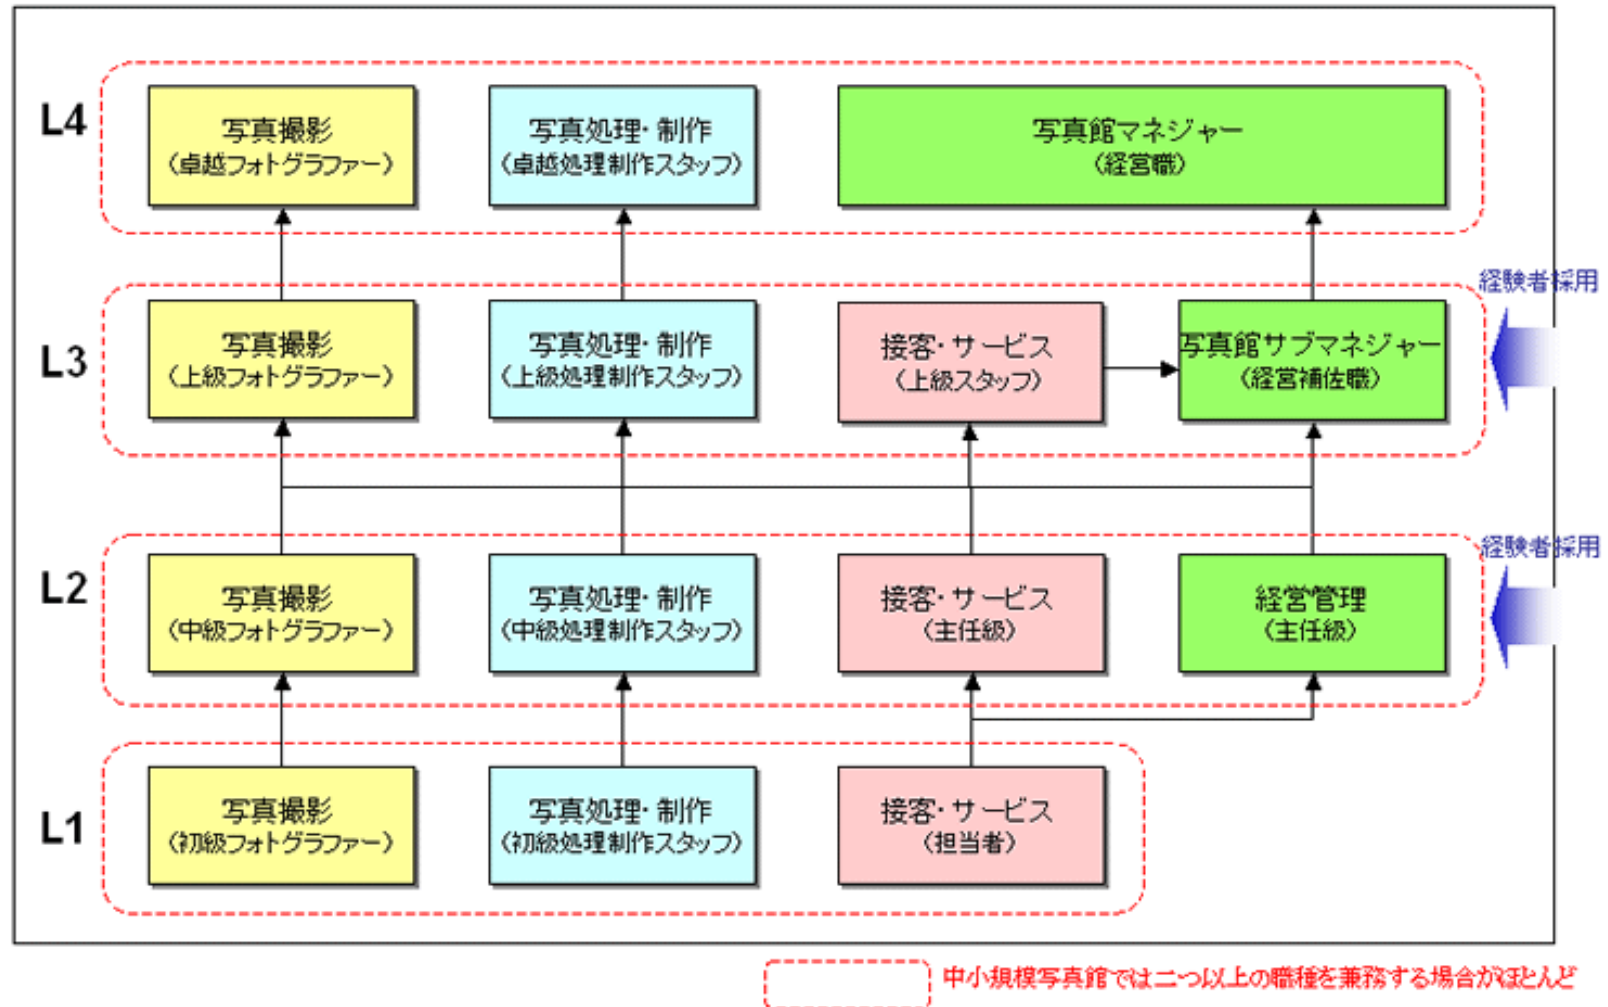 L4
写真撮影
(卓越フォトグラファー)
写真処理・制作
(卓越処理制作スタッフ)
写真館マネジャー
(経営職)
経験者採用
L3
写真撮影
(上級フォトグラファー)
写真処理・制作
(上級処理制作スタッフ)
接客・サービス
(上級スタッフ)
写真館サブマネジャー
(経営補佐職)
経験者採用
L2
写真撮影
(中級フォトグラファー)
写真処理・制作
(中級処理制作スタッフ)
接客・サービス
(主任級)
経営管理
(主任級)
L1
写真撮影
(初級フォトグラファー)
写真処理・制作
(初級処理制作スタッフ)
接客・サービス
(担当者)
中小規模写真館では二つ以上の職種を兼務する場合がほとんど